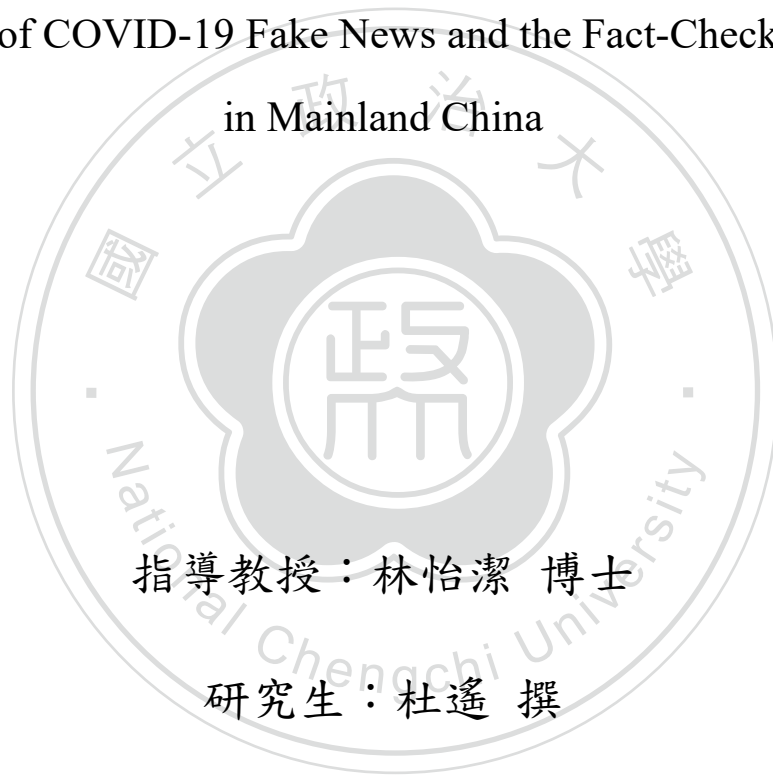 of COVID-19 Fake News and the Fact-Check
in Mainland China
國立政治大學
政
National Chengchi University
指導教授：林怡潔 博士
研究生：杜遙 撰